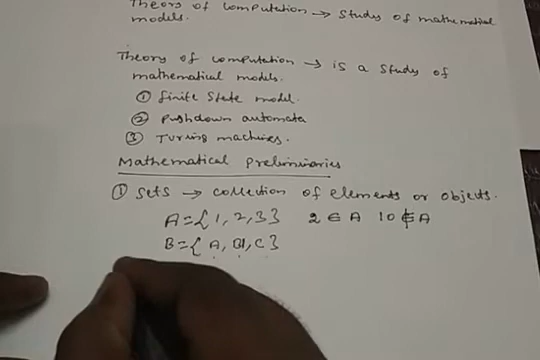 Theory of computation → study of mathematical
models.
Theory of computation → is a study of
mathematical models.
① finite state model.
② pushdown automata
③ Turing machines.
Mathematical Preliminaries
① sets → collection of elements or objects.
A={1,2,3} 2 ∈ A 10 ∉ A
B={A, B, C}